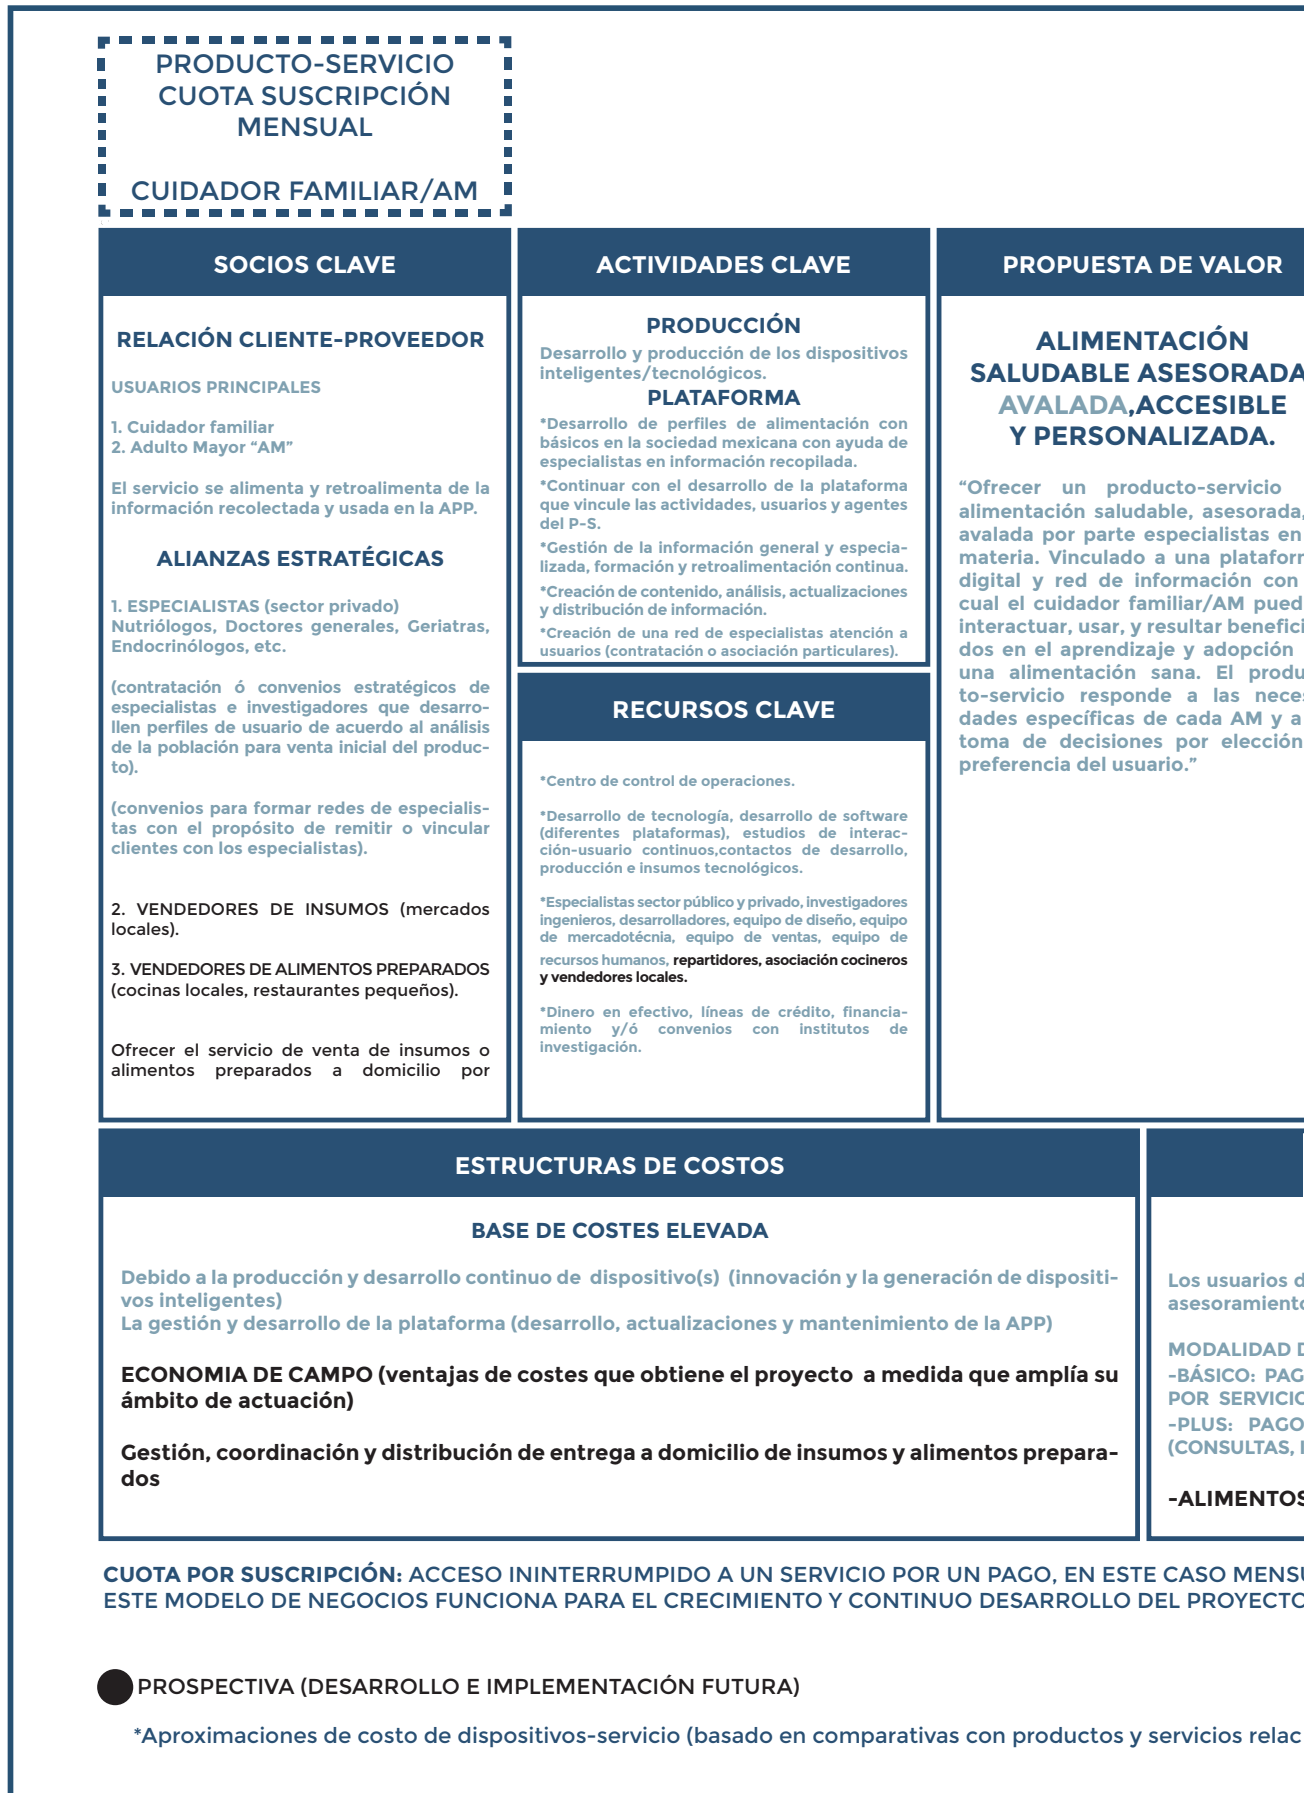 PRODUCTO-SERVICIO
CUOTA SUSCRIPCIÓN
MENSUAL
CUIDADOR FAMILIAR/AM
SOCIOS CLAVE
RELACIÓN CLIENTE-PROVEEDOR
USUARIOS PRINCIPALES
1. Cuidador familiar
2. Adulto Mayor “AM”
El servicio se alimenta y retroalimenta de la
información recolectada y usada en la APP.
ALIANZAS ESTRATÉGICAS
1. ESPECIALISTAS (sector privado)
Nutriólogos, Doctores generales, Geriatras,
Endocrinólogos, etc.
(contratación ó convenios estratégicos de
especialistas e investigadores que desarro-
llen perfiles de usuario de acuerdo al análisis
de la población para venta inicial del produc-
to).
(convenios para formar redes de especialis-
tas con el propósito de remitir o vincular
clientes con los especialistas).
2. VENDEDORES DE INSUMOS (mercados
locales).
3. VENDEDORES DE ALIMENTOS PREPARADOS
(cocinas locales, restaurantes pequeños).
Ofrecer el servicio de venta de insumos o
alimentos preparados a domicilio por
ACTIVIDADES CLAVE
PRODUCCIÓN
Desarrollo y producción de los dispositivos
inteligentes/tecnológicos.
PLATAFORMA
*Desarrollo de perfiles de alimentación con
básicos en la sociedad mexicana con ayuda de
especialistas en información recopilada.
*Continuar con el desarrollo de la plataforma
que vincule las actividades, usuarios y agentes
del P-S.
*Gestión de la información general y especia-
lizada, formación y retroalimentación continua.
*Creación de contenido, análisis, actualizaciones
y distribución de información.
*Creación de una red de especialistas atención a
usuarios (contratación o asociación particulares).
RECURSOS CLAVE
*Centro de control de operaciones.
*Desarrollo de tecnología, desarrollo de software
(diferentes plataformas), estudios de interac-
ción-usuario continuos,contactos de desarrollo,
producción e insumos tecnológicos.
*Especialistas sector público y privado, investigadores
ingenieros, desarrolladores, equipo de diseño, equipo
de mercadotécnia, equipo de ventas, equipo de
recursos humanos, repartidores, asociación cocineros
y vendedores locales.
*Dinero en efectivo, líneas de crédito, financia-
miento y/ó convenios con institutos de
investigación.
PROPUESTA DE VALOR
ALIMENTACIÓN
SALUDABLE ASESORADA
AVALADA,ACCESIBLE
Y PERSONALIZADA.
“Ofrecer un producto-servicio
alimentación saludable, asesorada,
avalada por parte especialistas en
materia. Vinculado a una platafor
digital y red de información con
cual el cuidador familiar/AM pued
interactuar, usar, y resultar benefici
dos en el aprendizaje y adopción
una alimentación sana. El produ
to-servicio responde a las neces
dades específicas de cada AM y a
toma de decisiones por elección
preferencia del usuario.”
ESTRUCTURAS DE COSTOS
BASE DE COSTES ELEVADA
Debido a la producción y desarrollo continuo de dispositivo(s) (innovación y la generación de dispositi-
vos inteligentes)
La gestión y desarrollo de la plataforma (desarrollo, actualizaciones y mantenimiento de la APP)
ECONOMIA DE CAMPO (ventajas de costes que obtiene el proyecto a medida que amplía su
ámbito de actuación)
Gestión, coordinación y distribución de entrega a domicilio de insumos y alimentos prepara-
dos
Los usuarios d
asesoramiento
MODALIDAD D
-BÁSICO: PAG
POR SERVICIO
-PLUS: PAGO
(CONSULTAS,
-ALIMENTOS
CUOTA POR SUSCRIPCIÓN: ACCESO ININTERRUMPIDO A UN SERVICIO POR UN PAGO, EN ESTE CASO MENSU
ESTE MODELO DE NEGOCIOS FUNCIONA PARA EL CRECIMIENTO Y CONTINUO DESARROLLO DEL PROYECTO
PROSPECTIVA (DESARROLLO E IMPLEMENTACIÓN FUTURA)
*Aproximaciones de costo de dispositivos-servicio (basado en comparativas con productos y servicios relac